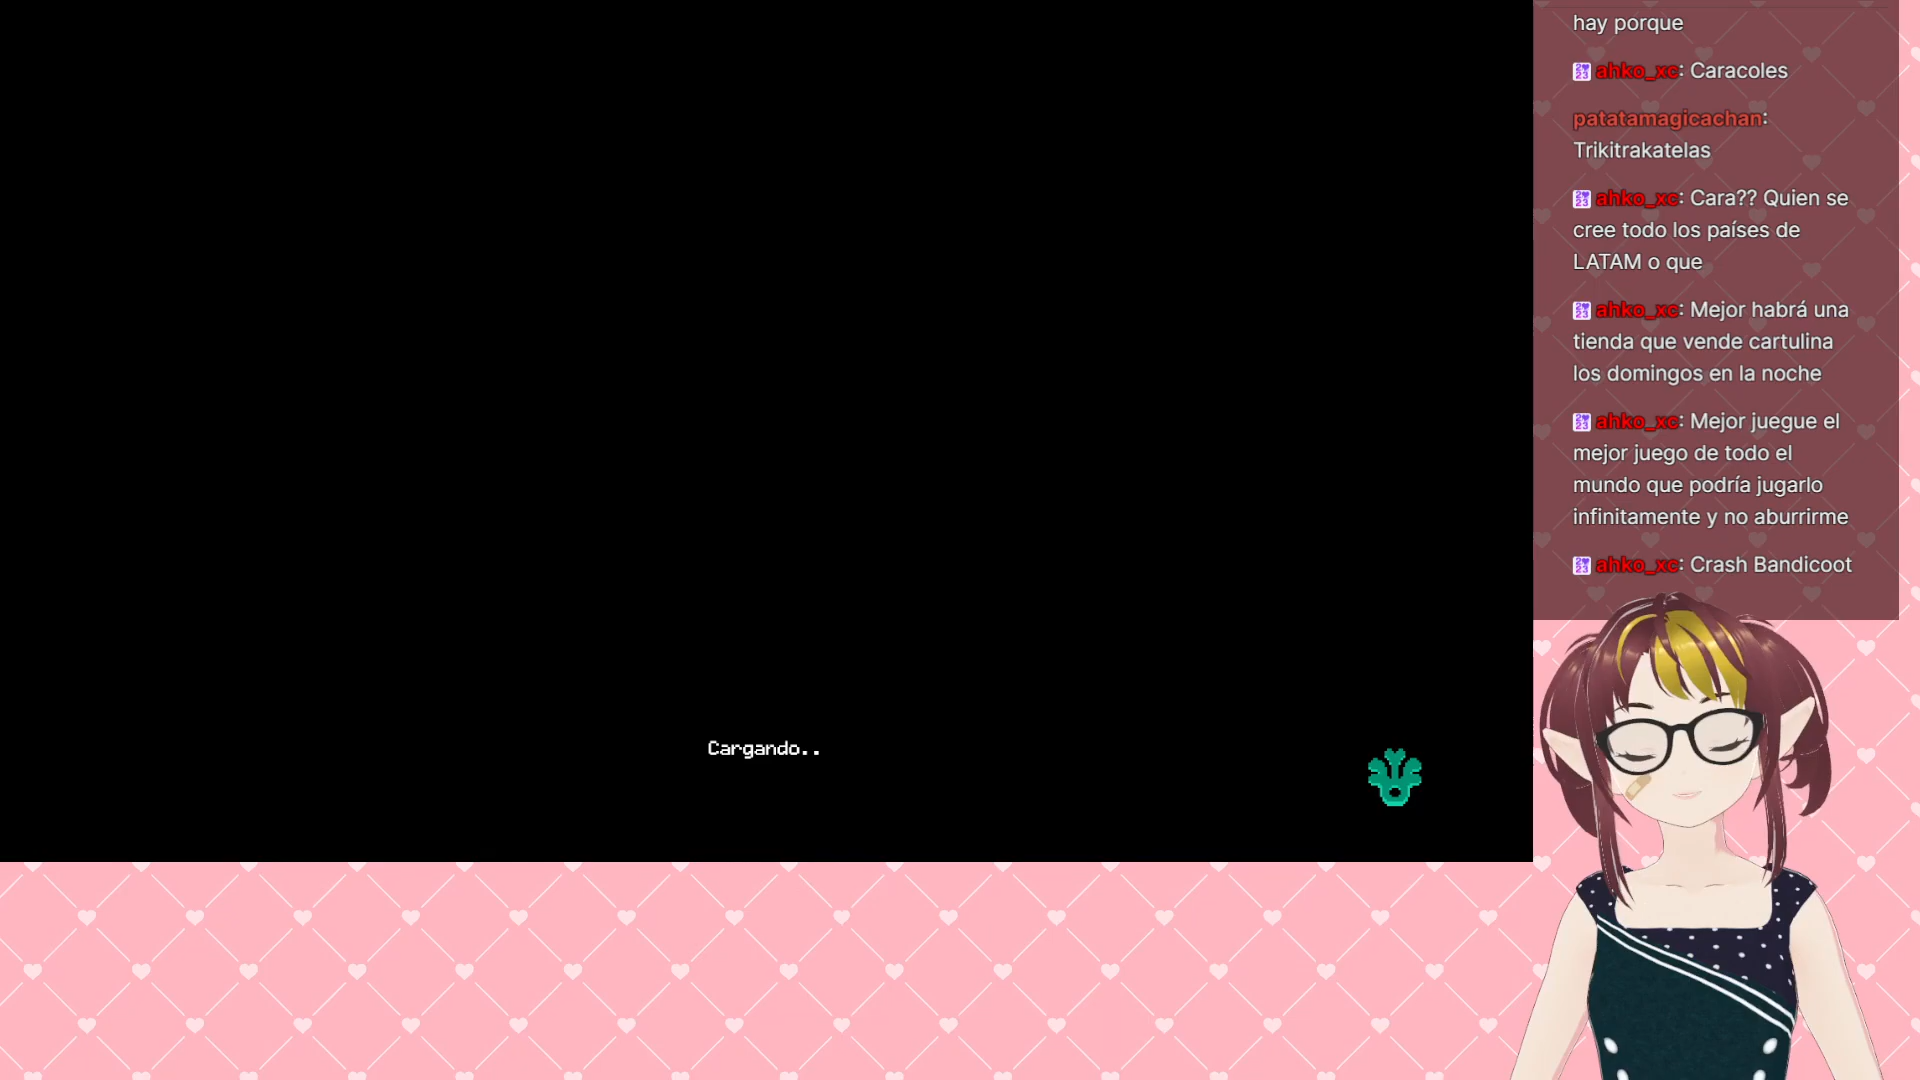 hay porque
ahko_xc: Caracoles
patatamagicachan:
Trikitrakatelas
ahko_xc: Cara?? Quien se
cree todo los países de
LATAM o que
ahko_xc: Mejor habrá una
tienda que vende cartulina
los domingos en la noche
ahko_xc: Mejor juegue el
mejor juego de todo el
mundo que podría jugarlo
infinitamente y no aburrirme
ahko_xc: Crash Bandicoot
Cargando..